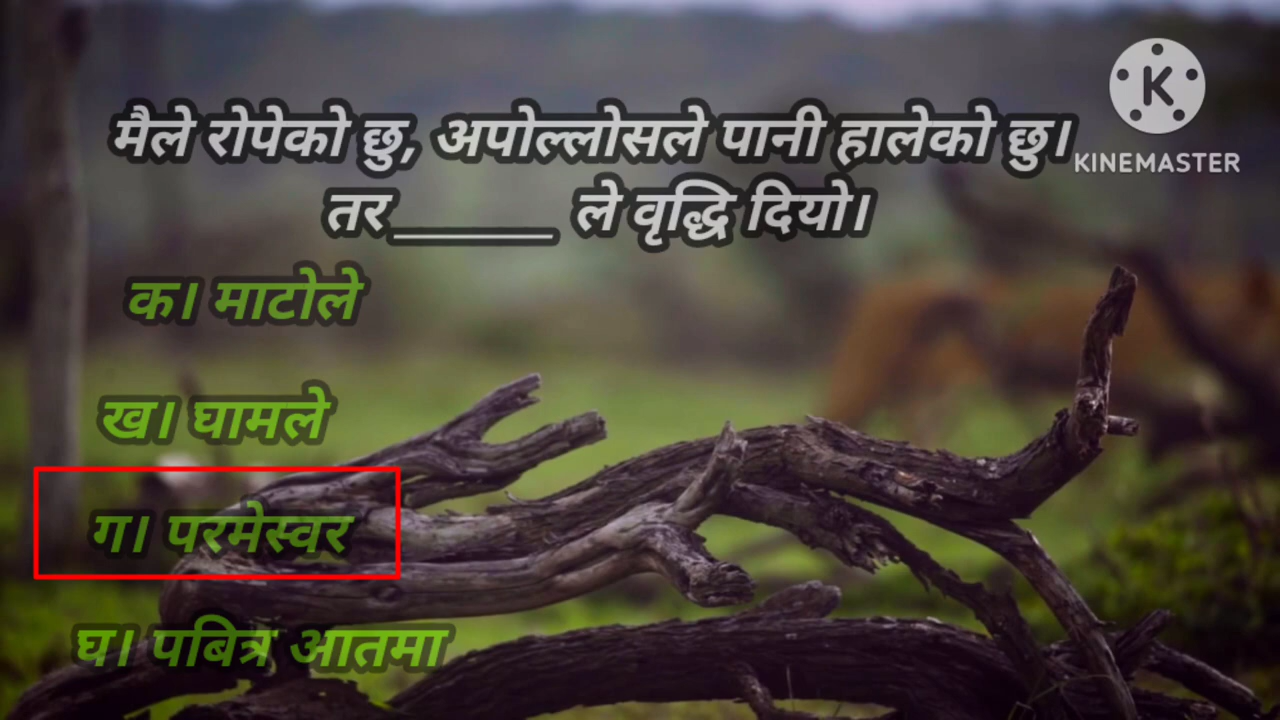 मैले रोपेको छु, अपोल्लोसले पानी हालेको छु।
तर______ ले वृद्धि दियो।
क। माटोले
ख। घामले
ग। परमेस्वर
घ। पबित्र आतमा
KINEMASTER